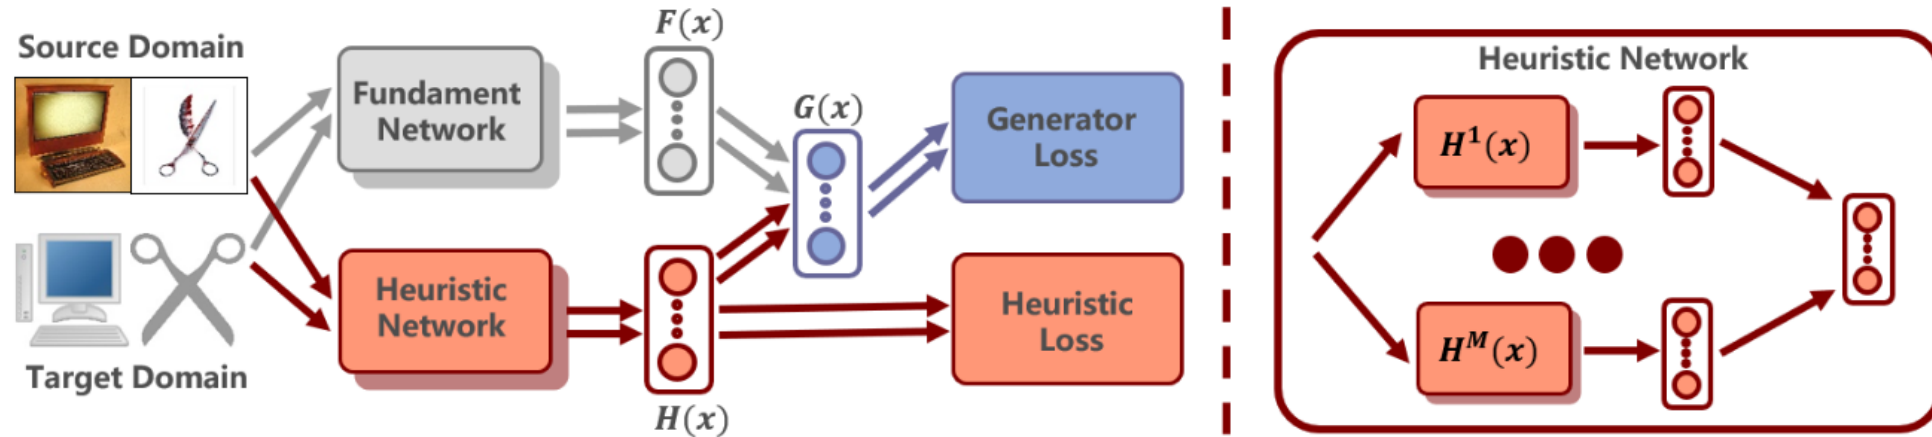 Source Domain
Target Domain
Fundament
Network
Heuristic
Network
F(x)
H(x)
G(x)
Generator
Loss
Heuristic
Loss
Heuristic Network
H¹(x)
Hᴹ(x)